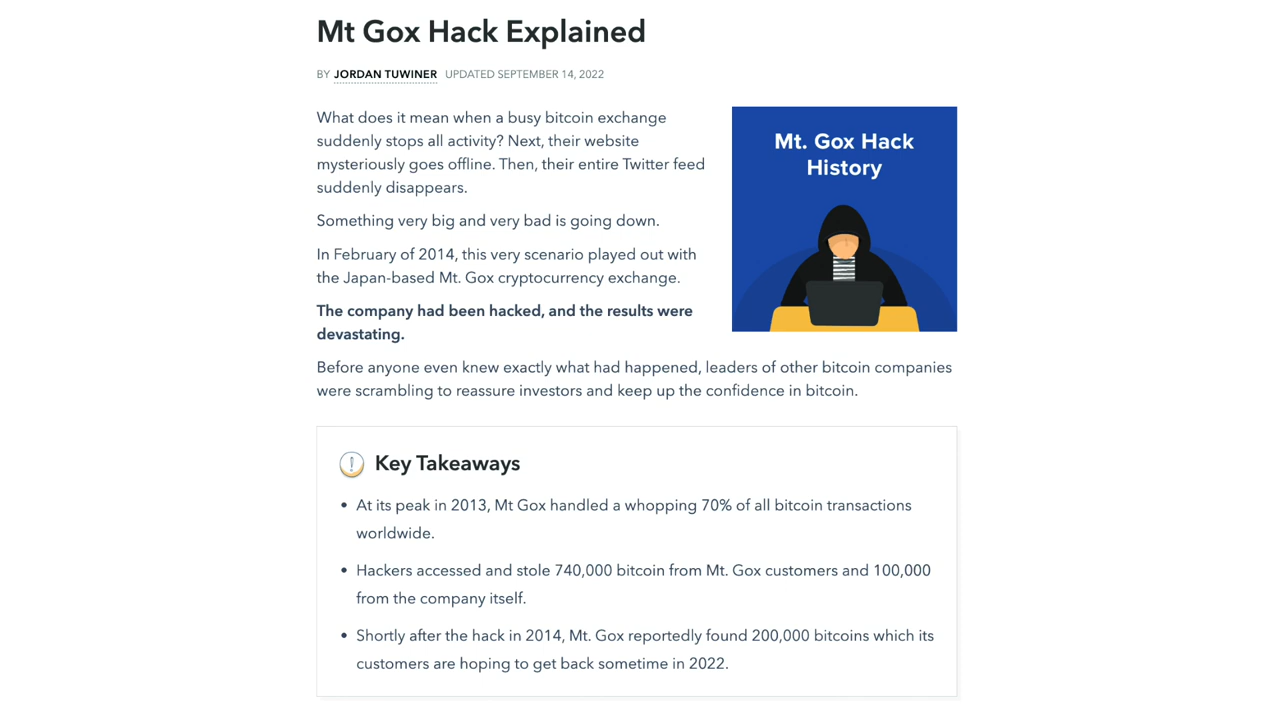 Mt Gox Hack Explained
BY JORDAN TUWINER UPDATED SEPTEMBER 14, 2022
What does it mean when a busy bitcoin exchange
suddenly stops all activity? Next, their website
mysteriously goes offline. Then, their entire Twitter feed
suddenly disappears.
Something very big and very bad is going down.
In February of 2014, this very scenario played out with
the Japan-based Mt. Gox cryptocurrency exchange.
The company had been hacked, and the results were
devastating.
Mt. Gox Hack
History
Before anyone even knew exactly what had happened, leaders of other bitcoin companies
were scrambling to reassure investors and keep up the confidence in bitcoin.
Key Takeaways
• At its peak in 2013, Mt Gox handled a whopping 70% of all bitcoin transactions
worldwide.
• Hackers accessed and stole 740,000 bitcoin from Mt. Gox customers and 100,000
from the company itself.
• Shortly after the hack in 2014, Mt. Gox reportedly found 200,000 bitcoins which its
customers are hoping to get back sometime in 2022.